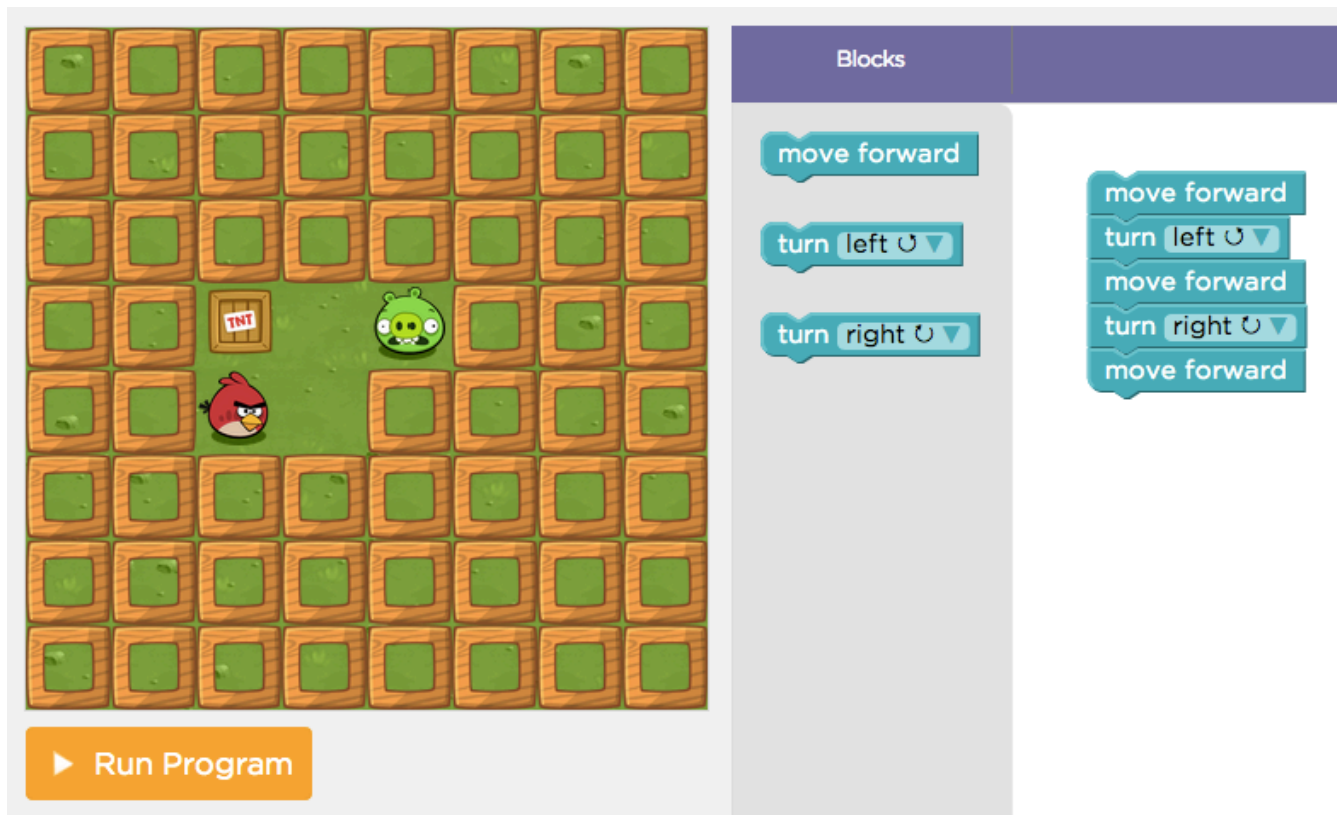 Blocks
move forward
turn left
turn right
move forward
turn left
move forward
turn right
move forward
TNT
Run Program